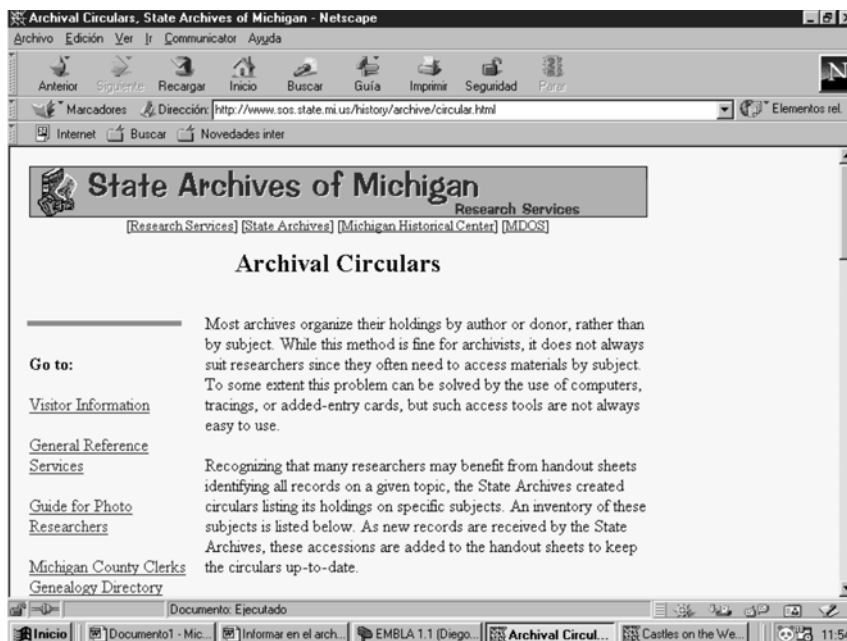 Archival Circulars, State Archives of Michigan - Netscape
Archivo Edición Ver Ir Communicator Ayuda
Anterior Siguiente Recargar Inicio Buscar Guía Imprimir Seguridad Parar
N
Marcadores Dirección: http://www.sos.state.mi.us/history/archive/circular.html Elementos rel.
Internet Buscar Novedades inter
State Archives of Michigan
Research Services
[Research Services] [State Archives] [Michigan Historical Center] [MDOS]
Archival Circulars
Go to:
Visitor Information
General Reference
Services
Guide for Photo
Researchers
Michigan County Clerks
Genealogy Directory
Most archives organize their holdings by author or donor, rather than
by subject. While this method is fine for archivists, it does not always
suit researchers since they often need to access materials by subject.
To some extent this problem can be solved by the use of computers,
tracings, or added-entry cards, but such access tools are not always
easy to use.
Recognizing that many researchers may benefit from handout sheets
identifying all records on a given topic, the State Archives created
circulars listing its holdings on specific subjects. An inventory of these
subjects is listed below. As new records are received by the State
Archives, these accessions are added to the handout sheets to keep
the circulars up-to-date.
Documento: Ejecutado
Inicio Documento1 - Mic... Informar en el arch... EMBLA 1.1 (Diego... Archival Circul... Castles on the We... 11:54